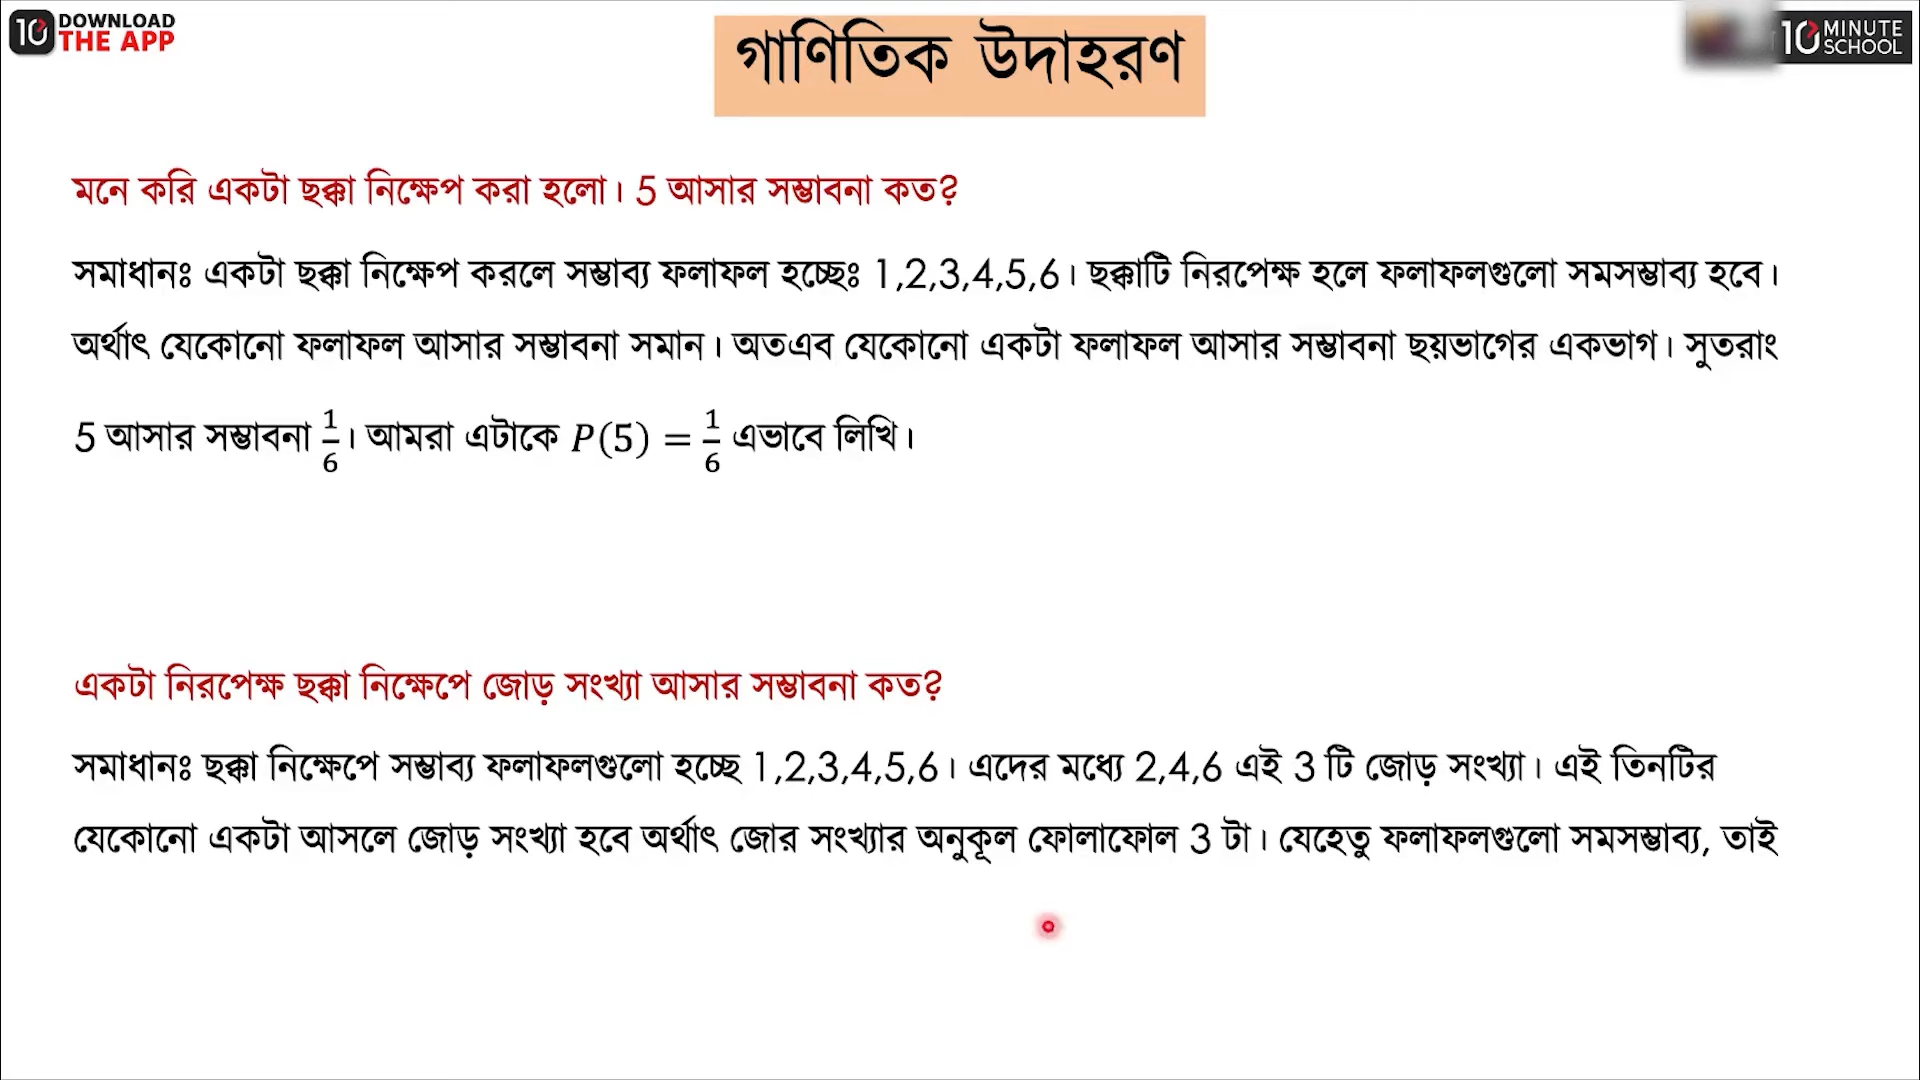 10 DOWNLOAD
THE APP
গাণিতিক উদাহরণ
10 MINUTE
SCHOOL
মনে করি একটা ছক্কা নিক্ষেপ করা হলো। 5 আসার সম্ভাবনা কত?
সমাধানঃ একটা ছক্কা নিক্ষেপ করলে সম্ভাব্য ফলাফল হচ্ছেঃ 1,2,3,4,5,6। ছক্কাটি নিরপেক্ষ হলে ফলাফলগুলো সমসম্ভাব্য হবে।
অর্থাৎ যেকোনো ফলাফল আসার সম্ভাবনা সমান। অতএব যেকোনো একটা ফলাফল আসার সম্ভাবনা ছয়ভাগের একভাগ। সুতরাং
5 আসার সম্ভাবনা 1/6। আমরা এটাকে P(5) = 1/6 এভাবে লিখি।
একটা নিরপেক্ষ ছক্কা নিক্ষেপে জোড় সংখ্যা আসার সম্ভাবনা কত?
সমাধানঃ ছক্কা নিক্ষেপে সম্ভাব্য ফলাফলগুলো হচ্ছে 1,2,3,4,5,6। এদের মধ্যে 2,4,6 এই 3 টি জোড় সংখ্যা। এই তিনটির
যেকোনো একটা আসলে জোড় সংখ্যা হবে অর্থাৎ জোর সংখ্যার অনুকূল ফোলাফোল 3 টা। যেহেতু ফলাফলগুলো সমসম্ভাব্য, তাই